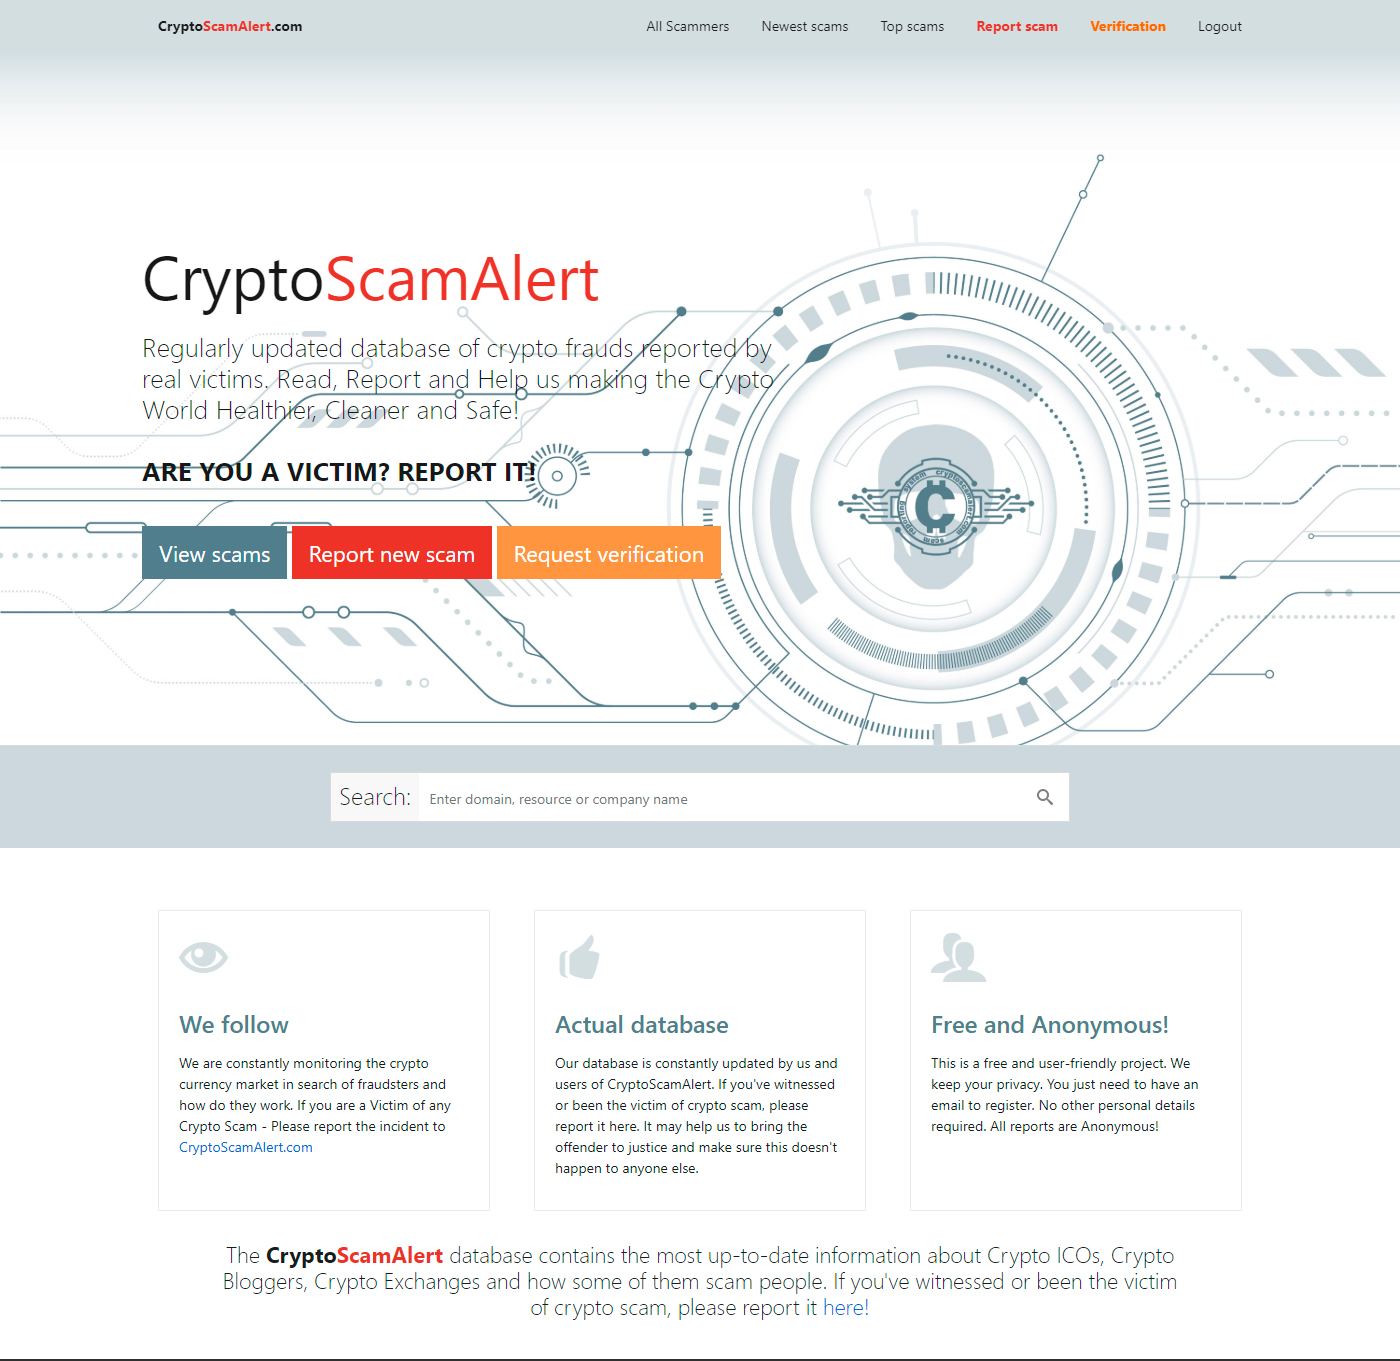 CryptoScamAlert.com
All Scammers Newest scams Top scams Report scam Verification Logout
CryptoScamAlert
Regularly updated database of crypto frauds reported by
real victims. Read, Report and Help us making the Crypto
World Healthier, Cleaner and Safe!
ARE YOU A VICTIM? REPORT IT!
View scams Report new scam Request verification
cryptoscamalert.com
scam reporting system
Search: Enter domain, resource or company name
We follow
We are constantly monitoring the crypto
currency market in search of fraudsters and
how do they work. If you are a Victim of any
Crypto Scam - Please report the incident to
CryptoScamAlert.com
Actual database
Our database is constantly updated by us and
users of CryptoScamAlert. If you've witnessed
or been the victim of crypto scam, please
report it here. It may help us to bring the
offender to justice and make sure this doesn't
happen to anyone else.
Free and Anonymous!
This is a free and user-friendly project. We
keep your privacy. You just need to have an
email to register. No other personal details
required. All reports are Anonymous!
The CryptoScamAlert database contains the most up-to-date information about Crypto ICOs, Crypto
Bloggers, Crypto Exchanges and how some of them scam people. If you've witnessed or been the victim
of crypto scam, please report it here!